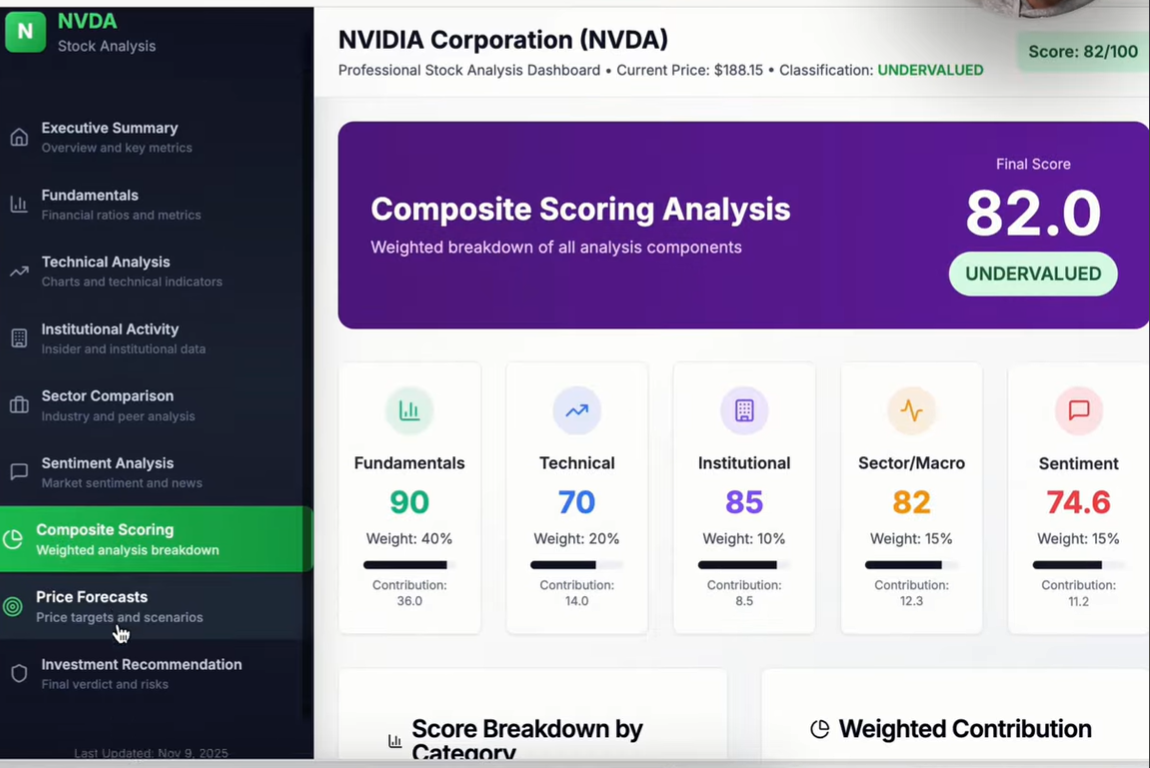 N
NVDA
Stock Analysis
Executive Summary
Overview and key metrics
Fundamentals
Financial ratios and metrics
Technical Analysis
Charts and technical indicators
Institutional Activity
Insider and institutional data
Sector Comparison
Industry and peer analysis
Sentiment Analysis
Market sentiment and news
Composite Scoring
Weighted analysis breakdown
Price Forecasts
Price targets and scenarios
Investment Recommendation
Final verdict and risks
Last Updated: Nov 9, 2025
NVIDIA Corporation (NVDA)
Professional Stock Analysis Dashboard • Current Price: $188.15 • Classification: UNDERVALUED
Score: 82/100
Composite Scoring Analysis
Weighted breakdown of all analysis components
Final Score
82.0
UNDERVALUED
Fundamentals
90
Weight: 40%
Contribution:
36.0
Technical
70
Weight: 20%
Contribution:
14.0
Institutional
85
Weight: 10%
Contribution:
8.5
Sector/Macro
82
Weight: 15%
Contribution:
12.3
Sentiment
74.6
Weight: 15%
Contribution:
11.2
Score Breakdown by
Category
Weighted Contribution